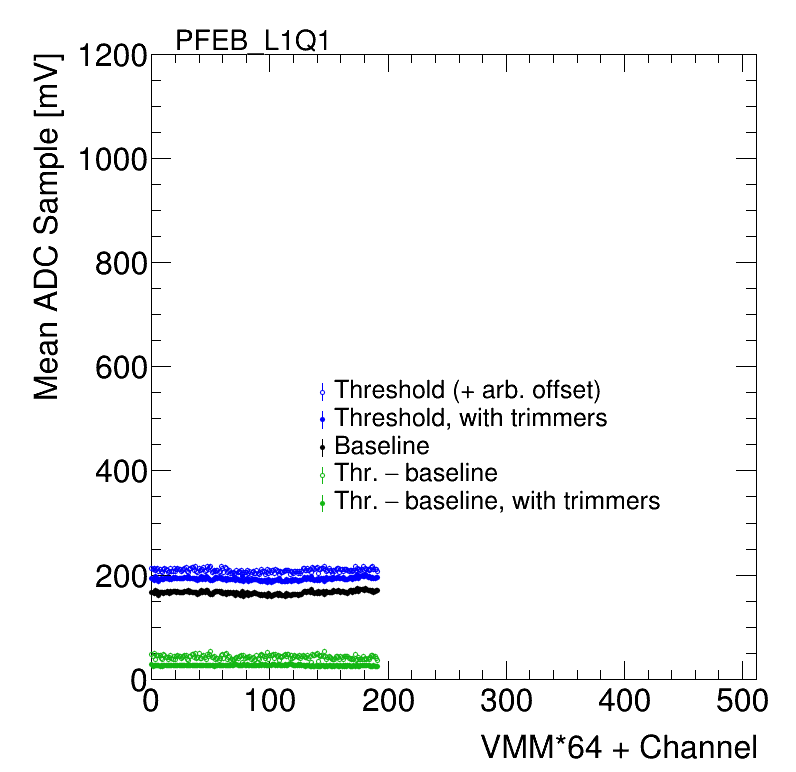 PFEB_L1Q1
Mean ADC Sample [mV]
1200
1000
800
600
400
200
0
Threshold (+ arb. offset)
Threshold, with trimmers
Baseline
Thr. – baseline
Thr. – baseline, with trimmers
0 100 200 300 400 500
VMM*64 + Channel